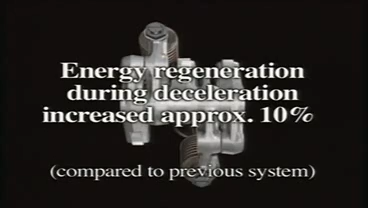 Energy regeneration
during deceleration
increased approx. 10%
(compared to previous system)